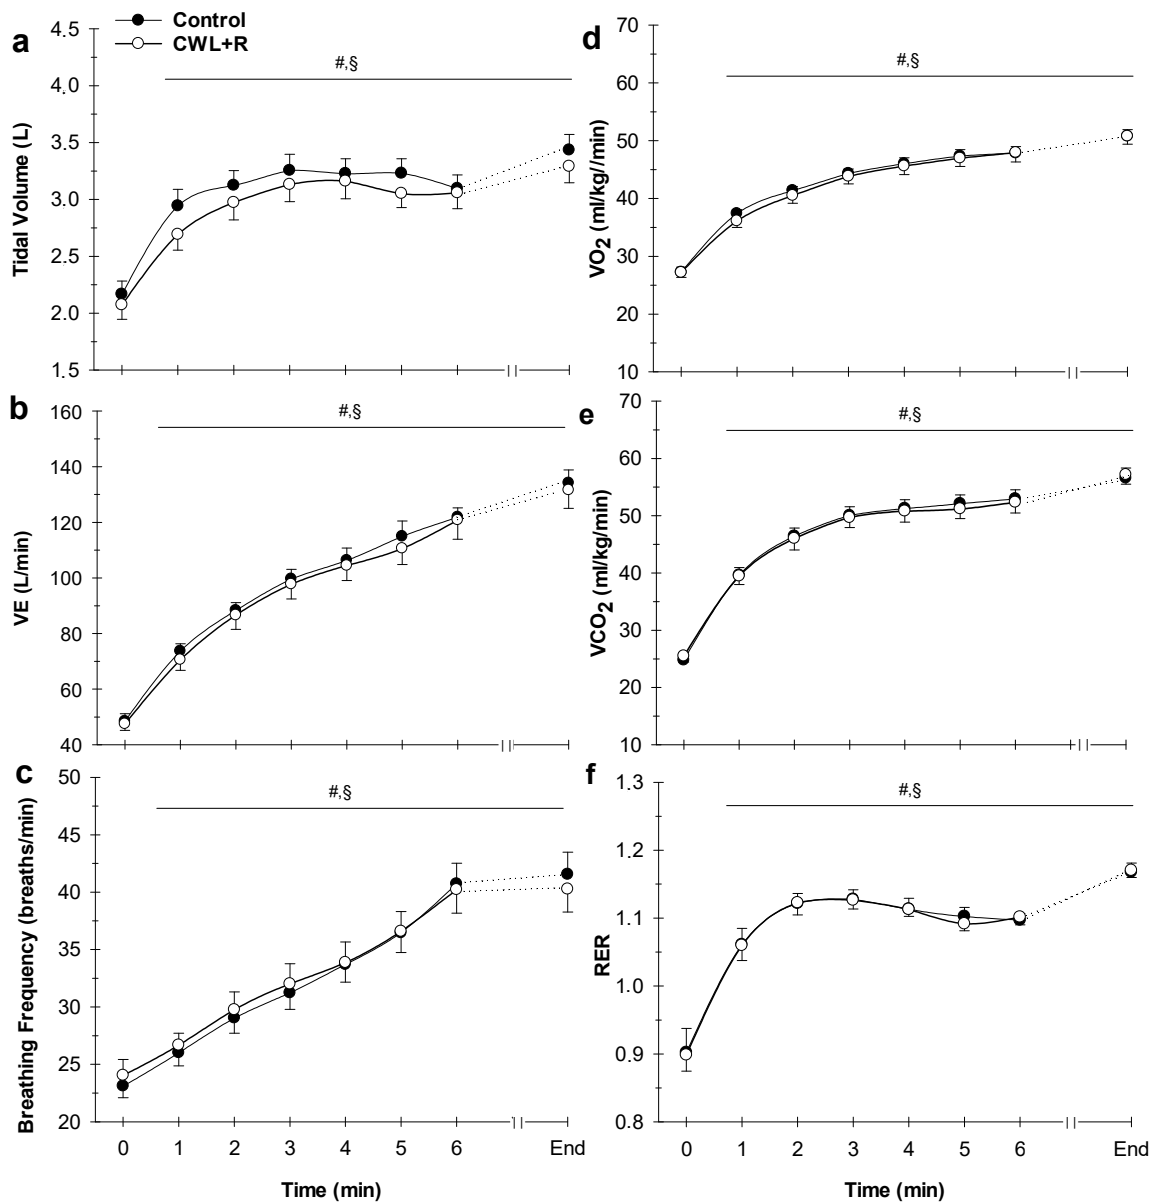 a
Control
CWL+R
#,§
Tidal Volume (L)
4.5
4.0
3.5
3.0
2.5
2.0
1.5
d
#,§
VO2 (ml/kg//min)
70
60
50
40
30
20
10
b
#,§
VE (L/min)
160
140
120
100
80
60
40
e
#,§
VCO2 (ml/kg/min)
70
60
50
40
30
20
10
c
#,§
Breathing Frequency (breaths/min)
50
45
40
35
30
25
20
0 1 2 3 4 5 6 End
Time (min)
f
#,§
RER
1.3
1.2
1.1
1.0
0.9
0.8
0 1 2 3 4 5 6 End
Time (min)